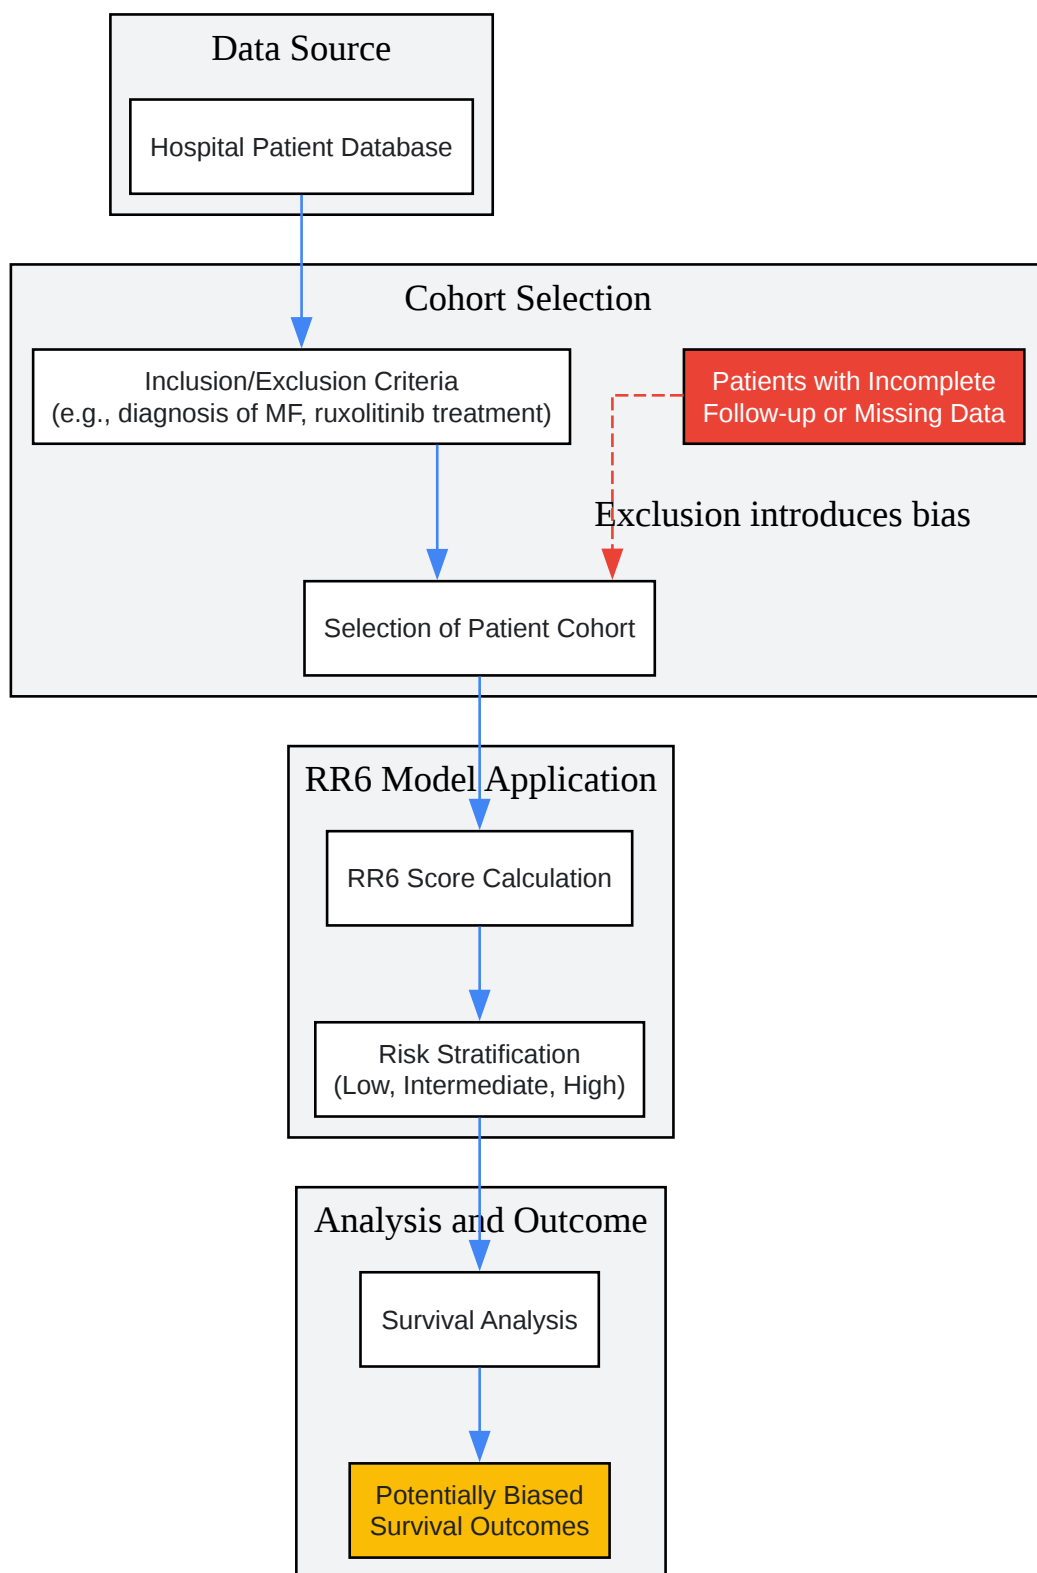 Data Source
Hospital Patient Database
Cohort Selection
Inclusion/Exclusion Criteria
(e.g., diagnosis of MF, ruxolitinib treatment)
Patients with Incomplete
Follow-up or Missing Data
Exclusion introduces bias
Selection of Patient Cohort
RR6 Model Application
RR6 Score Calculation
Risk Stratification
(Low, Intermediate, High)
Analysis and Outcome
Survival Analysis
Potentially Biased
Survival Outcomes